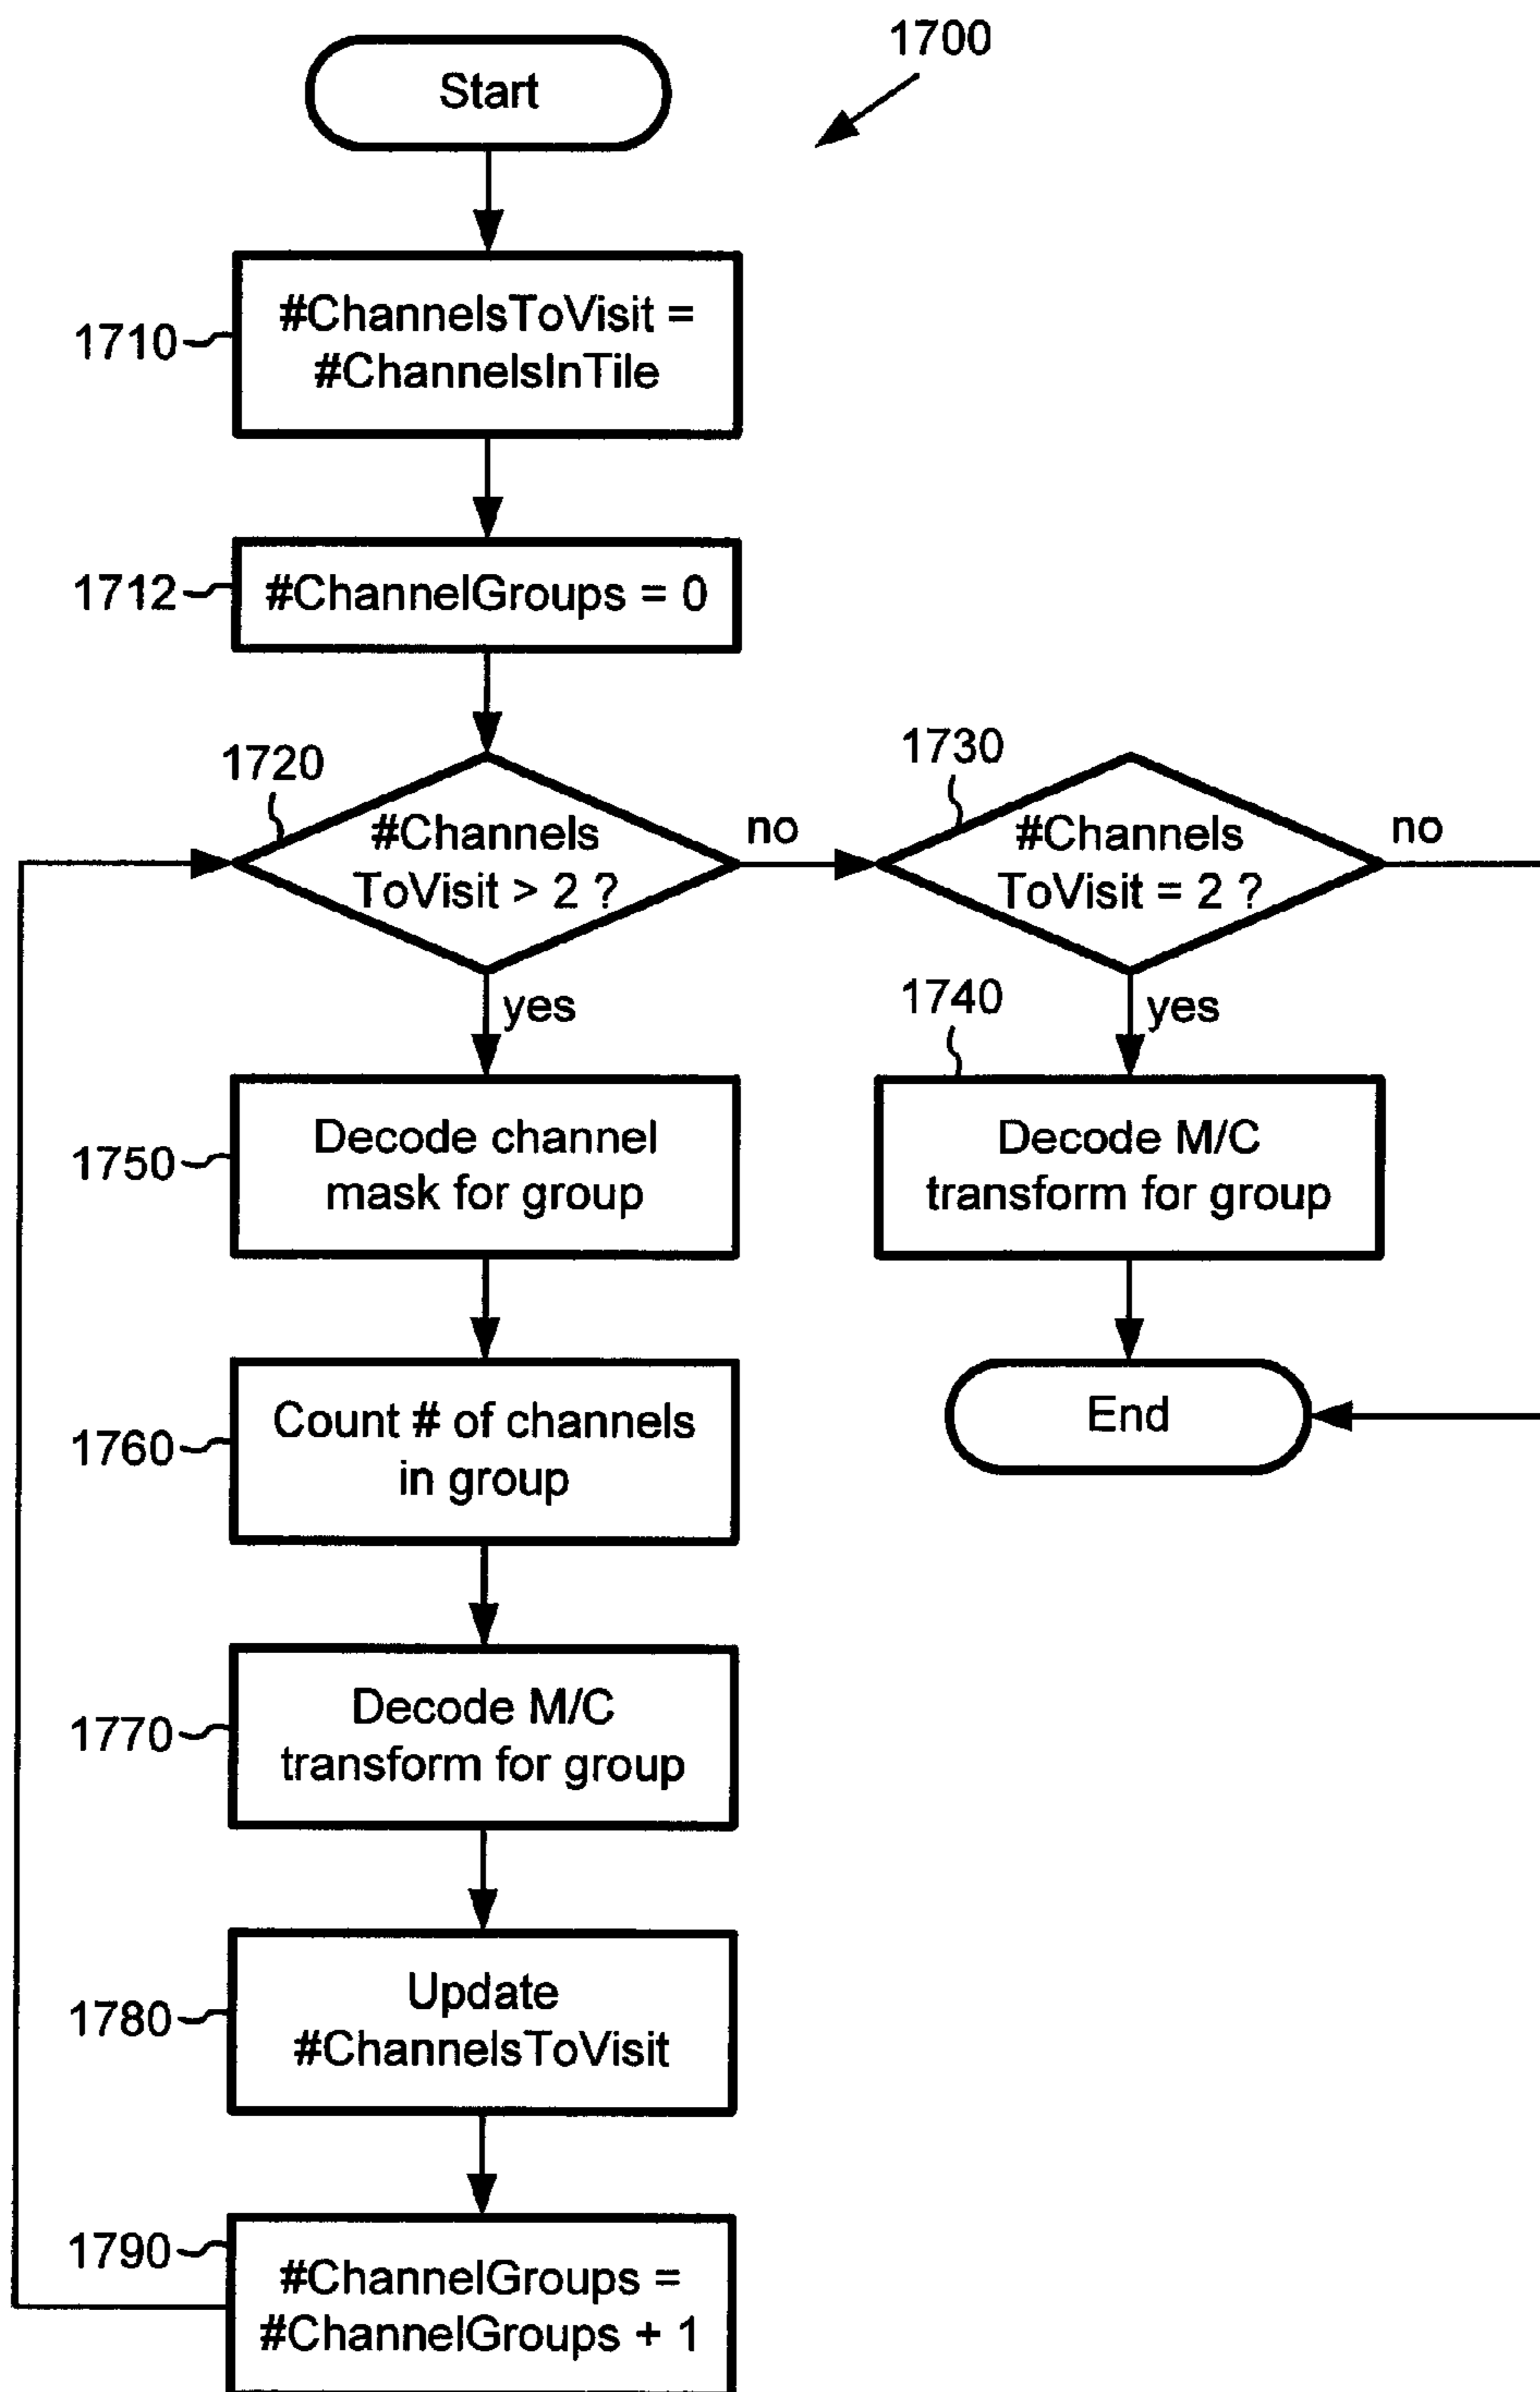 1700
Start
1710
#ChannelsToVisit =
#ChannelsInTile
1712
#ChannelGroups = 0
1720
#Channels
ToVisit > 2 ?
no
1730
#Channels
ToVisit = 2 ?
no
yes
1740
yes
1750
Decode channel
mask for group
Decode M/C
transform for group
1760
Count # of channels
in group
End
1770
Decode M/C
transform for group
1780
Update
#ChannelsToVisit
1790
#ChannelGroups =
#ChannelGroups + 1